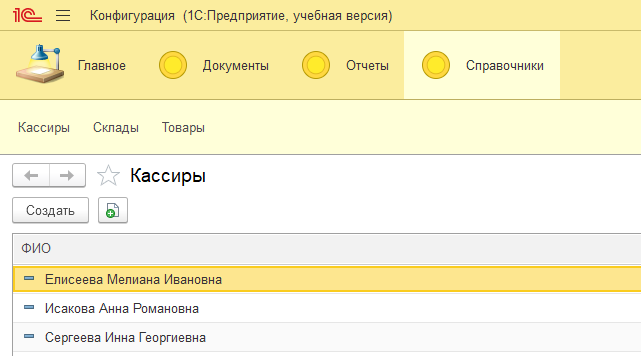 1С Конфигурация (1С:Предприятие, учебная версия)
Главное Документы Отчеты Справочники
Кассиры Склады Товары
Кассиры
Создать
ФИО
Елисеева Мелиана Ивановна
Исакова Анна Романовна
Сергеева Инна Георгиевна